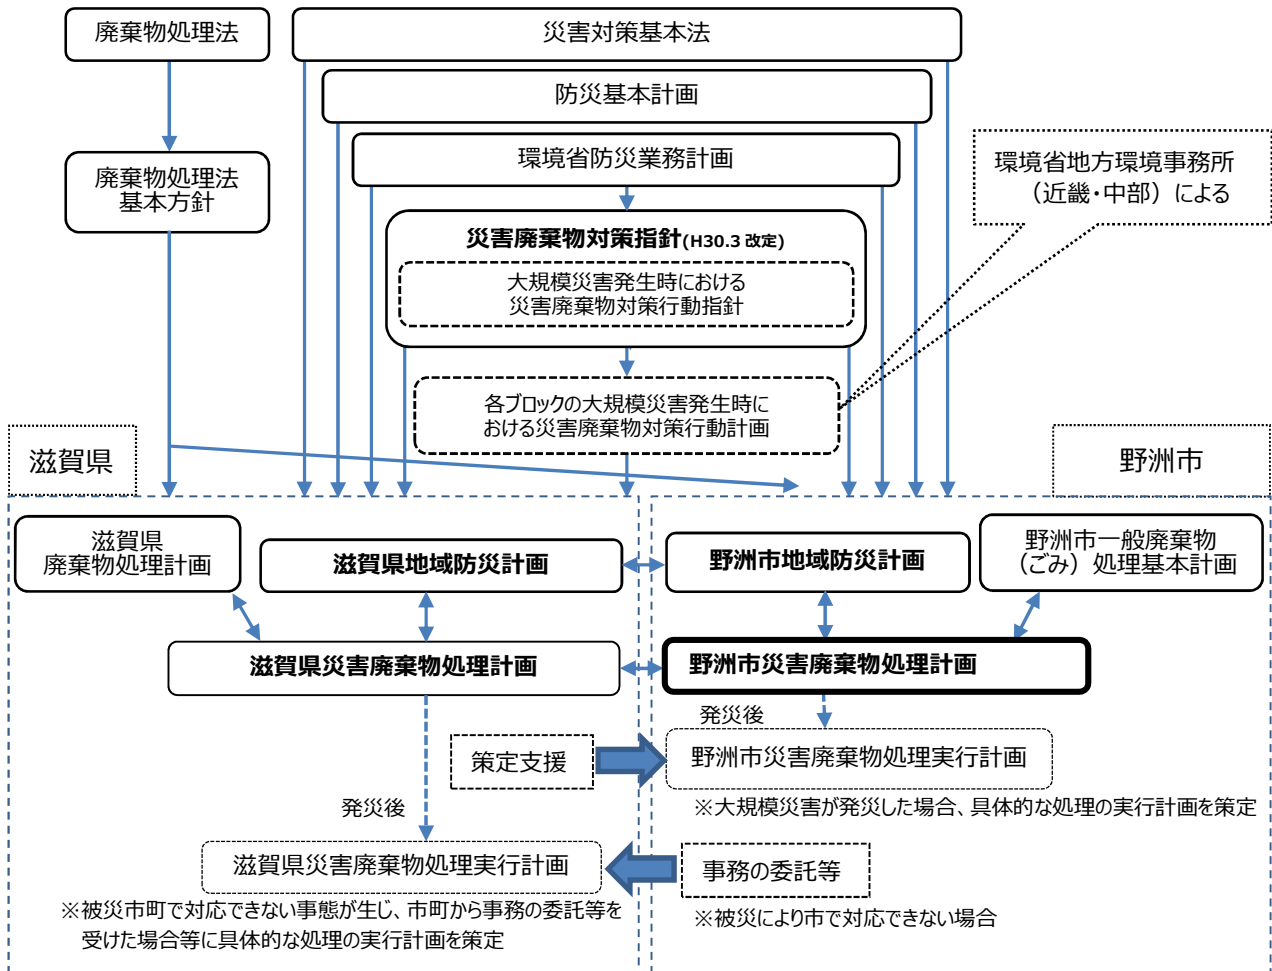 廃棄物処理法
災害対策基本法
防災基本計画
環境省防災業務計画
廃棄物処理法
基本方針
環境省地方環境事務所
（近畿・中部）による
災害廃棄物対策指針(H30.3 改定)
大規模災害発生時における
災害廃棄物対策行動指針
各ブロックの大規模災害発生時に
おける災害廃棄物対策行動計画
滋賀県
野洲市
滋賀県
廃棄物処理計画
滋賀県地域防災計画
野洲市地域防災計画
野洲市一般廃棄物
（ごみ）処理基本計画
滋賀県災害廃棄物処理計画
野洲市災害廃棄物処理計画
発災後
策定支援
野洲市災害廃棄物処理実行計画
※大規模災害が発災した場合、具体的な処理の実行計画を策定
発災後
滋賀県災害廃棄物処理実行計画
事務の委託等
※被災市町で対応できない事態が生じ、市町から事務の委託等を
受けた場合等に具体的な処理の実行計画を策定
※被災により市で対応できない場合